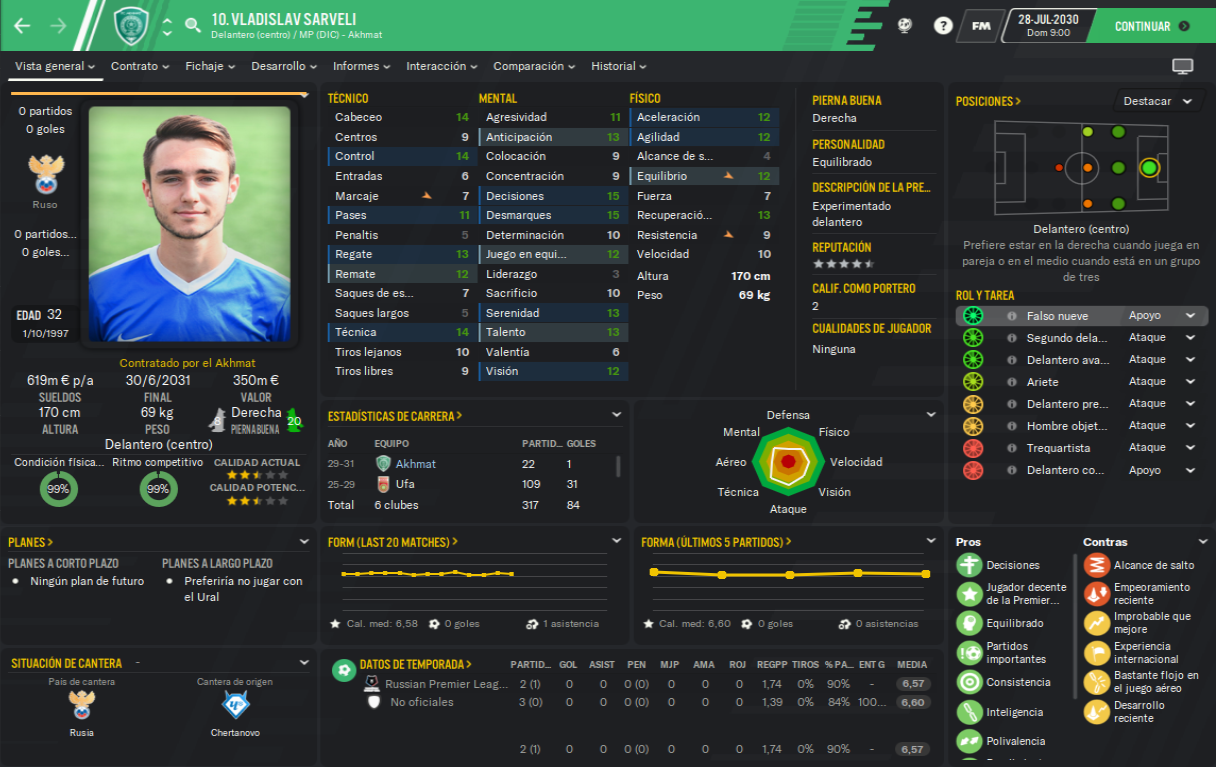 10. VLADISLAV SARVELI
Delantero (centro) / MP (DIC) - Akhmat
?
FM
28-JUL-2030
Dom 9:00
CONTINUAR
Vista general
Contrato
Fichaje
Desarrollo
Informes
Interacción
Comparación
Historial
0 partidos
0 goles
Ruso
0 partidos...
0 goles...
EDAD 32
1/10/1997
Contratado por el Akhmat
619m € p/a 30/6/2031 350m €
SUELDOS FINAL VALOR
170 cm 69 kg 8 Derecha 20
ALTURA PESO PIERNA BUENA
Delantero (centro)
Condición física... Ritmo competitivo CALIDAD ACTUAL
99% 99%
CALIDAD POTENC...
TÉCNICO
Cabeceo 14
Centros 9
Control 14
Entradas 6
Marcaje 7
Pases 11
Penaltis 5
Regate 13
Remate 12
Saques de es... 7
Saques largos 5
Técnica 14
Tiros lejanos 10
Tiros libres 9
MENTAL
Agresividad 11
Anticipación 13
Colocación 9
Concentración 9
Decisiones 15
Desmarques 15
Determinación 10
Juego en equi... 12
Liderazgo 3
Sacrificio 10
Serenidad 13
Talento 13
Valentía 6
Visión 12
FÍSICO
Aceleración 12
Agilidad 12
Alcance de s... 4
Equilibrio 12
Fuerza 7
Recuperació... 13
Resistencia 9
Velocidad 10
Altura 170 cm
Peso 69 kg
PIERNA BUENA
Derecha
PERSONALIDAD
Equilibrado
DESCRIPCIÓN DE LA PRE...
Experimentado
delantero
REPUTACIÓN
CALIF. COMO PORTERO
2
CUALIDADES DE JUGADOR
Ninguna
POSICIONES >
Destacar
Delantero (centro)
Prefiere estar en la derecha cuando juega en
pareja o en el medio cuando está en un grupo
de tres
ROL Y TAREA
Falso nueve Apoyo
Segundo dela... Ataque
Delantero ava... Ataque
Ariete Ataque
Delantero pre... Ataque
Hombre objet... Ataque
Trequartista Ataque
Delantero co... Apoyo
ESTADÍSTICAS DE CARRERA >
AÑO EQUIPO PARTID... GOLES
29-31 Akhmat 22 1
25-29 Ufa 109 31
Total 6 clubes 317 84
Defensa
Mental Físico
Aéreo Velocidad
Técnica Visión
Ataque
PLANES >
PLANES A CORTO PLAZO
Ningún plan de futuro
PLANES A LARGO PLAZO
Preferiría no jugar con
el Ural
FORM (LAST 20 MATCHES) >
Cal. med: 6,58 0 goles 1 asistencia
FORMA (ÚLTIMOS 5 PARTIDOS) >
Cal. med: 6,60 0 goles 0 asistencias
Pros
Decisiones
Jugador decente
de la Premier...
Equilibrado
Partidos
importantes
Consistencia
Inteligencia
Polivalencia
Contras
Alcance de salto
Empeoramiento
reciente
Improbable que
mejore
Experiencia
internacional
Bastante flojo en
el juego aéreo
Desarrollo
reciente
SITUACIÓN DE CANTERA -
País de cantera Cantera de origen
Rusia Chertanovo
DATOS DE TEMPORADA > PARTID... GOL ASIST PEN MJP AMA ROJ REGPP TIROS % PA... ENT G MEDIA
Russian Premier Leag... 2 (1) 0 0 0 (0) 0 0 0 1,74 0% 90% - 6,57
No oficiales 3 (0) 0 0 0 (0) 0 0 0 1,39 0% 84% 100... 6,60
2 (1) 0 0 0 (0) 0 0 0 1,74 0% 90% - 6,57